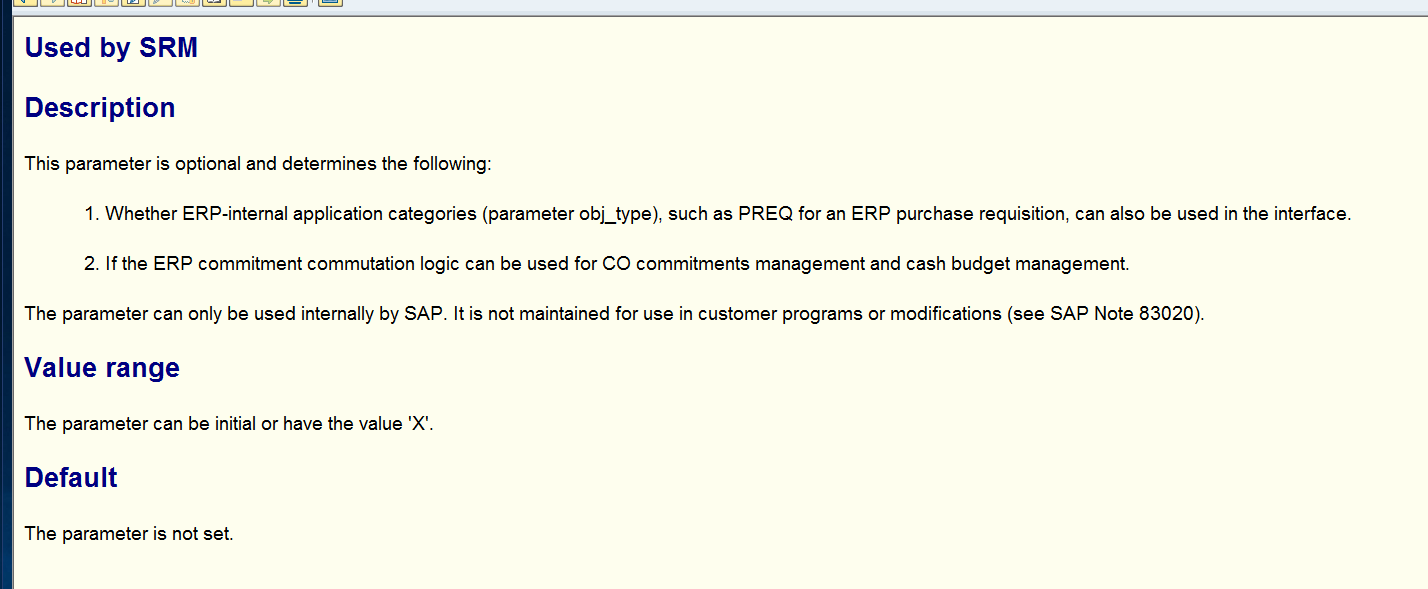 Used by SRM
Description
This parameter is optional and determines the following:
1. Whether ERP-internal application categories (parameter obj_type), such as PREQ for an ERP purchase requisition, can also be used in the interface.
2. If the ERP commitment commutation logic can be used for CO commitments management and cash budget management.
The parameter can only be used internally by SAP. It is not maintained for use in customer programs or modifications (see SAP Note 83020).
Value range
The parameter can be initial or have the value 'X'.
Default
The parameter is not set.